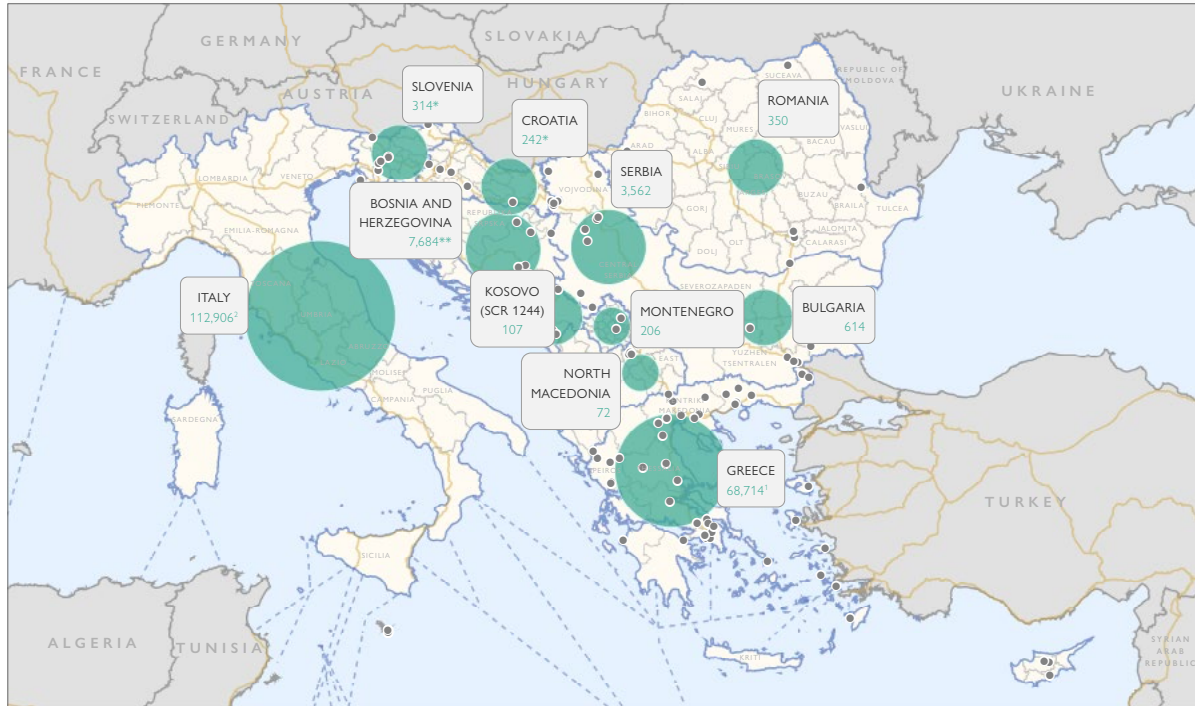 GERMANY
SLOVAKIA
FRANCE
AUSTRIA
HUNGARY
SWITZERLAND
REPUBLIC OF
MOLDOVA
UKRAINE
SLOVENIA
314*
CROATIA
242*
SERBIA
3,562
ROMANIA
350
BOSNIA AND
HERZEGOVINA
7,684**
ITALY
112,906²
KOSOVO
(SCR 1244)
107
MONTENEGRO
206
BULGARIA
614
NORTH
MACEDONIA
72
GREECE
68,714¹
TURKEY
ALGERIA
TUNISIA
SYRIAN
ARAB
REPUBLIC
SUCEAVA
SALAJ
BIHOR
CLUJ
MURES
VASLUI
BACAU
ARAD
ALBA
VOJVODINA
BUZAU
BRAILA
TULCEA
GORJ
IALOMITA
CALARASI
OLT
DOLJ
SEVEROZAPADEN
YUZHEN
TSENTRALEN
LOMBARDIA
VENETO
PIEMONTE
EMILIA-ROMAGNA
UMBRIA
MOLISE
CAMPANIA
PUGLIA
SARDEGNA
SICILIA
KRITI